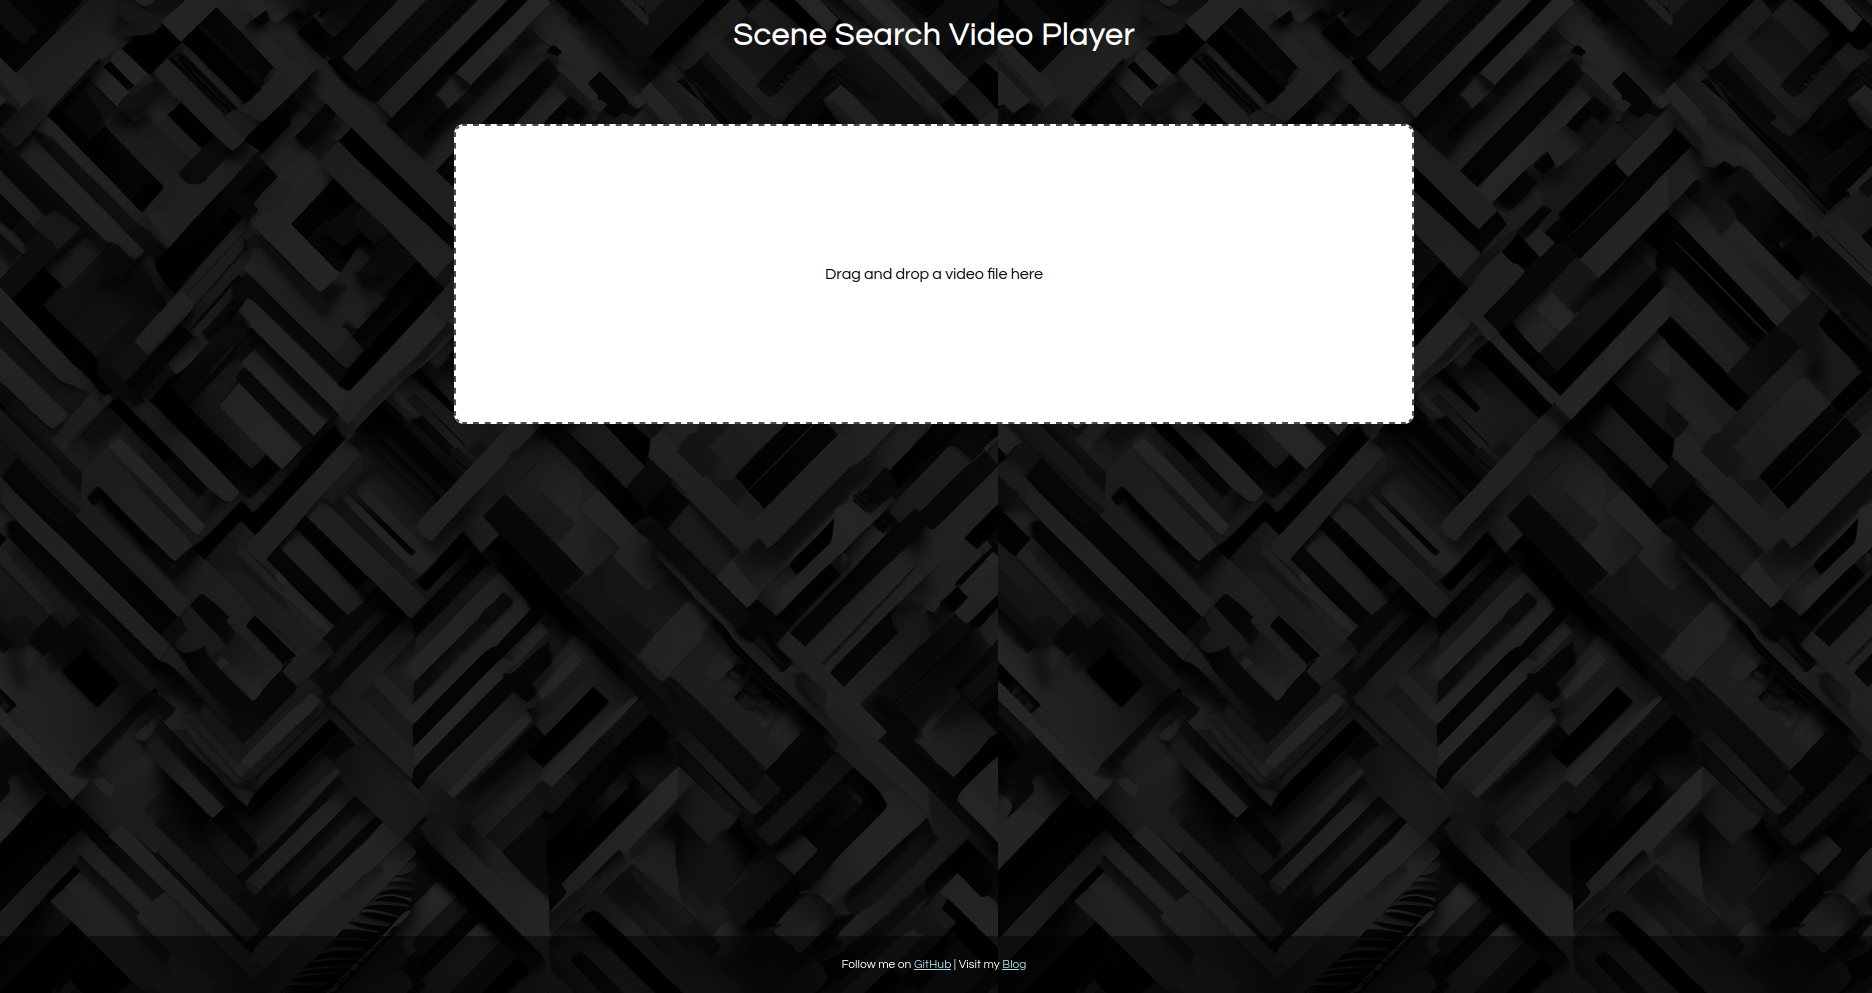 Scene Search Video Player
Drag and drop a video file here
Follow me on GitHub | Visit my Blog